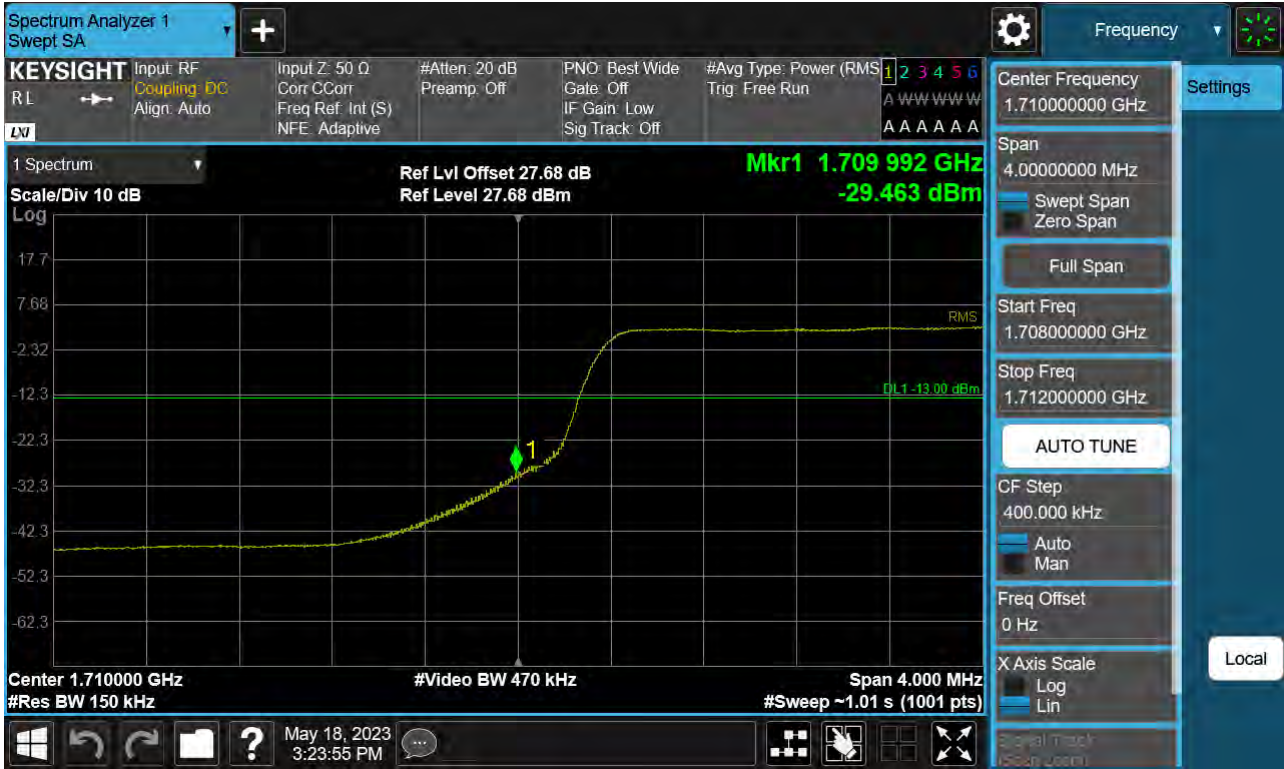 Spectrum Analyzer 1
Swept SA
Frequency
KEYSIGHT
R L
LXI
Input: RF
Coupling: DC
Align: Auto
Input Z: 50 Ω
Corr CCorr
Freq Ref: Int (S)
NFE: Adaptive
#Atten: 20 dB
Preamp: Off
PNO: Best Wide
Gate: Off
IF Gain: Low
Sig Track: Off
#Avg Type: Power (RMS
Trig: Free Run
1 2 3 4 5 6
A W W W W W
A A A A A A
1 Spectrum
Scale/Div 10 dB
Log
Ref Lvl Offset 27.68 dB
Ref Level 27.68 dBm
Mkr1 1.709 992 GHz
-29.463 dBm
17.7
7.68
-2.32
-12.3
-22.3
-32.3
-42.3
-52.3
-62.3
RMS
DL1 -13.00 dBm
1
Center 1.710000 GHz
#Res BW 150 kHz
#Video BW 470 kHz
Span 4.000 MHz
#Sweep ~1.01 s (1001 pts)
Center Frequency
1.710000000 GHz
Span
4.00000000 MHz
Swept Span
Zero Span
Full Span
Start Freq
1.708000000 GHz
Stop Freq
1.712000000 GHz
AUTO TUNE
CF Step
400.000 kHz
Auto
Man
Freq Offset
0 Hz
X Axis Scale
Log
Lin
Signal Track
(Span Zoom)
Settings
Local
?
May 18, 2023
3:23:55 PM